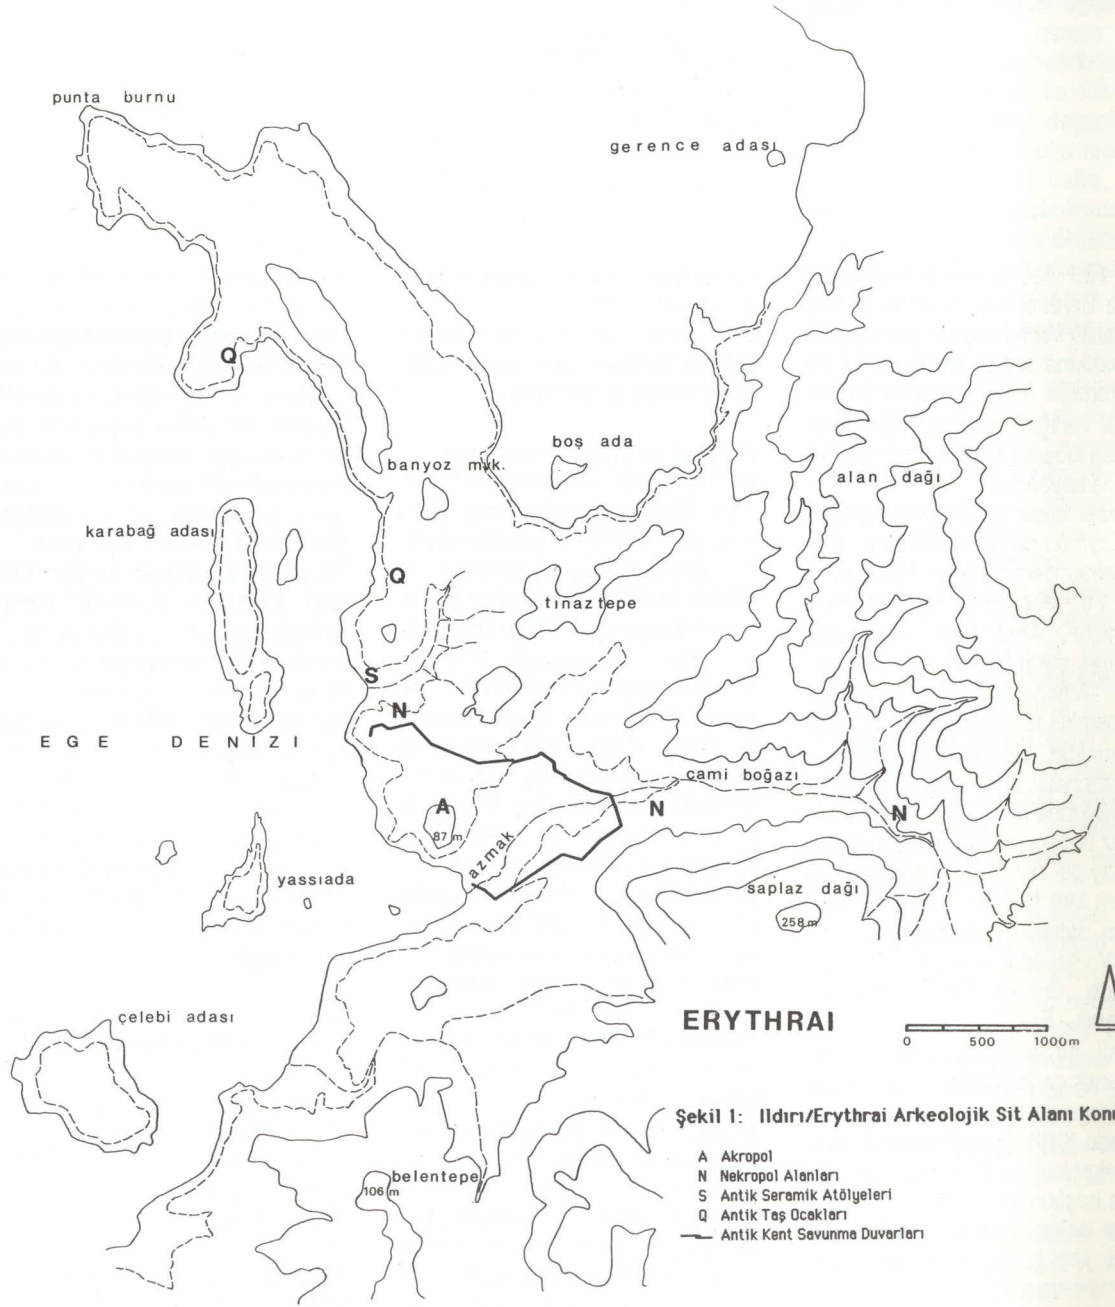 punta burnu
gerence adası
Q
boş ada
banyoz mvk.
alan dağı
karabağ adası
Q
tınaztepe
S
N
EGE DENIZI
cami boğazı
A
N
N
87 m
azmak
yassıada
saplaz dağı
258 m
çelebi adası
ERYTHRAI
0 500 1000m
Şekil 1: Ildırı/Erythrai Arkeolojik Sit Alanı
A Akropol
N Nekropol Alanları
belentepe
S Antik Seramik Atölyeleri
106 m
Q Antik Taş Ocakları
Antik Kent Savunma Duvarları